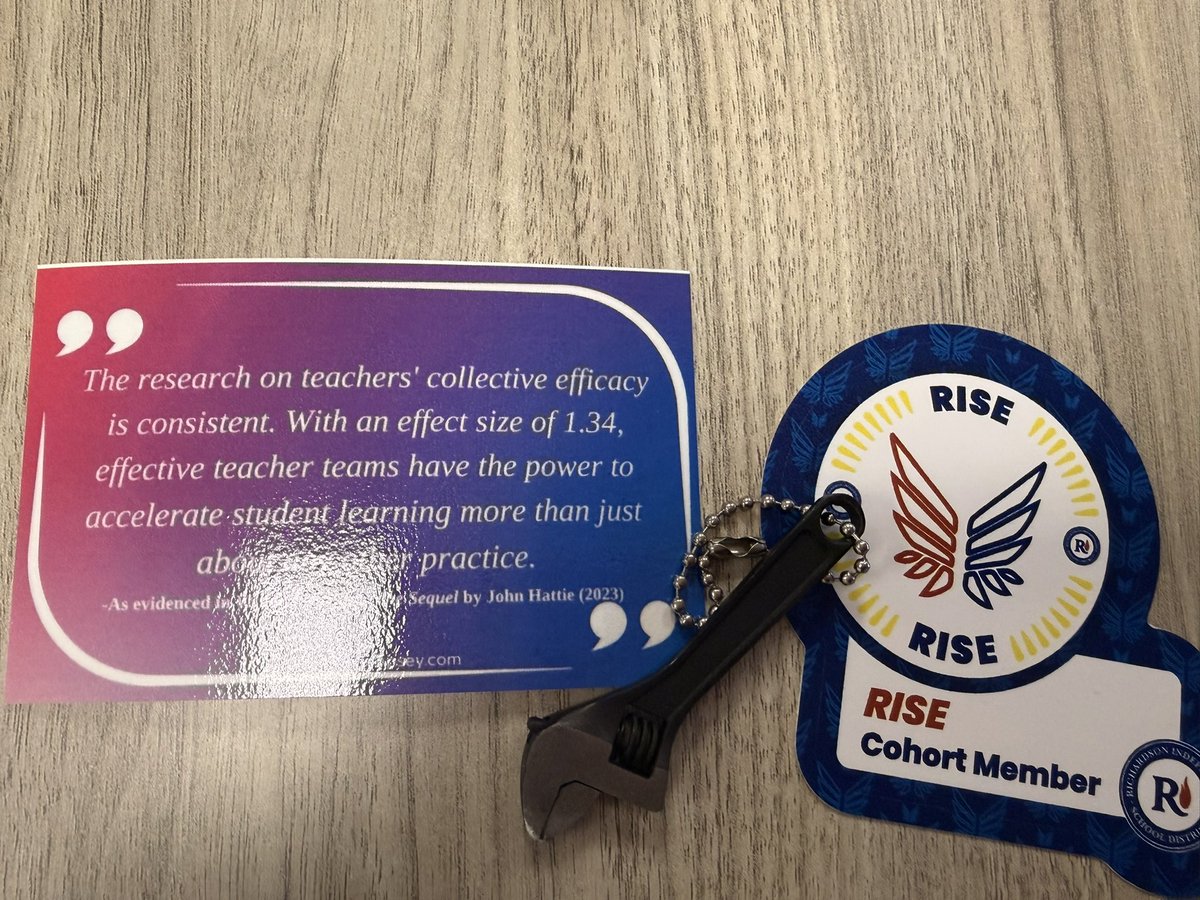 The research on teachers' collective efficacy
is consistent. With an effect size of 1.34,
effective teacher teams have the power to
accelerate student learning more than just
practice.
-As evidenced Sequel by John Hattie (2023)
RISE
R
RISE
RISE
Cohort Member
RICHARDSON
SCHOOL
R